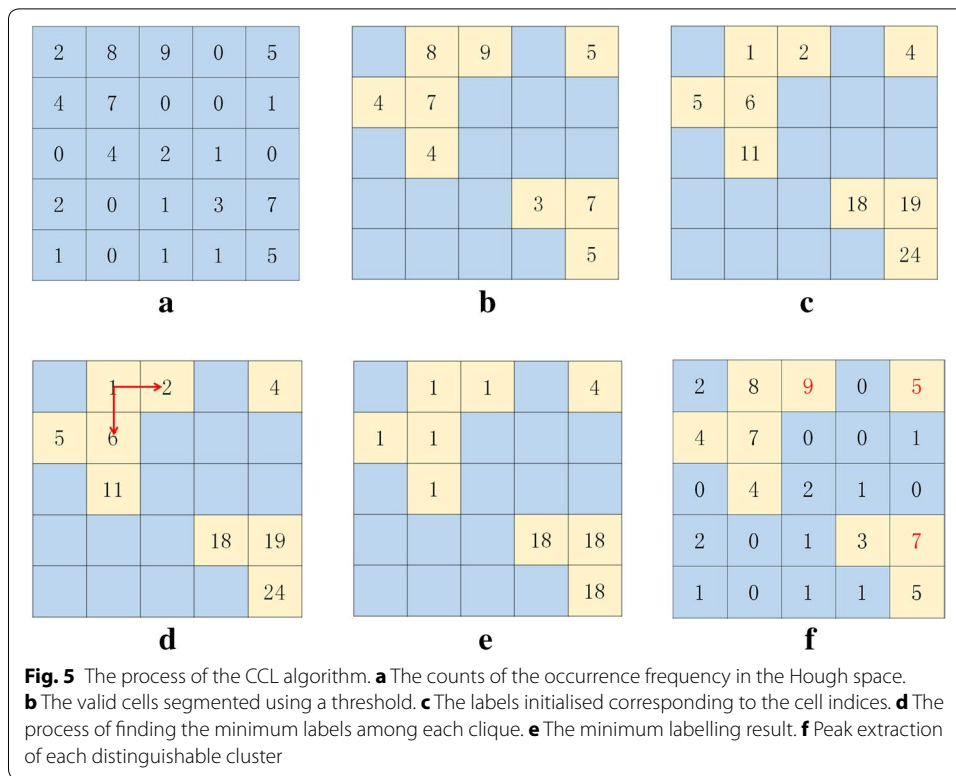 2 8 9 0 5
4 7 0 0 1
0 4 2 1 0
2 0 1 3 7
1 0 1 1 5
a
8 9 5
4 7
4
3 7
5
b
1 2 4
5 6
11
18 19
24
c
1 2 4
5 6
11
18 19
24
d
1 1 4
1 1
1
18 18
18
e
2 8 9 0 5
4 7 0 0 1
0 4 2 1 0
2 0 1 3 7
1 0 1 1 5
f
Fig. 5 The process of the CCL algorithm. a The counts of the occurrence frequency in the Hough space.
b The valid cells segmented using a threshold. c The labels initialised corresponding to the cell indices. d The
process of finding the minimum labels among each clique. e The minimum labelling result. f Peak extraction
of each distinguishable cluster